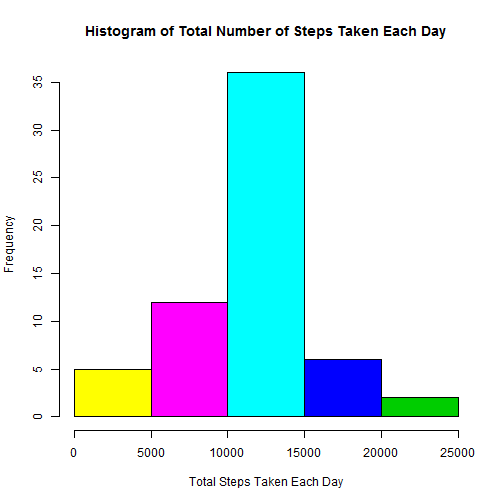 Histogram of Total Number of Steps Taken Each Day
35
30
25
20
15
10
5
0
Frequency
0 5000 10000 15000 20000 25000
Total Steps Taken Each Day